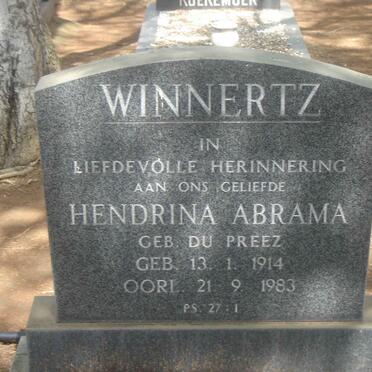 KOEKEMOER
WINNERTZ
IN
LIEFDEVOLLE HERINNERING
AAN ONS GELIEFDE
HENDRINA ABRAMA
GEB. DU PREEZ
GEB. 13. 1. 1914
OORL. 21. 9. 1983
PS. 27:1